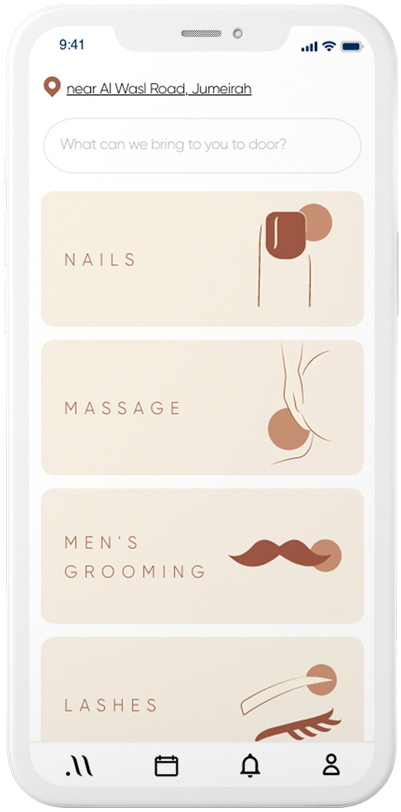 9:41
near Al Wasl Road, Jumeirah
What can we bring to you to door?
NAILS
MASSAGE
MEN'S
GROOMING
LASHES